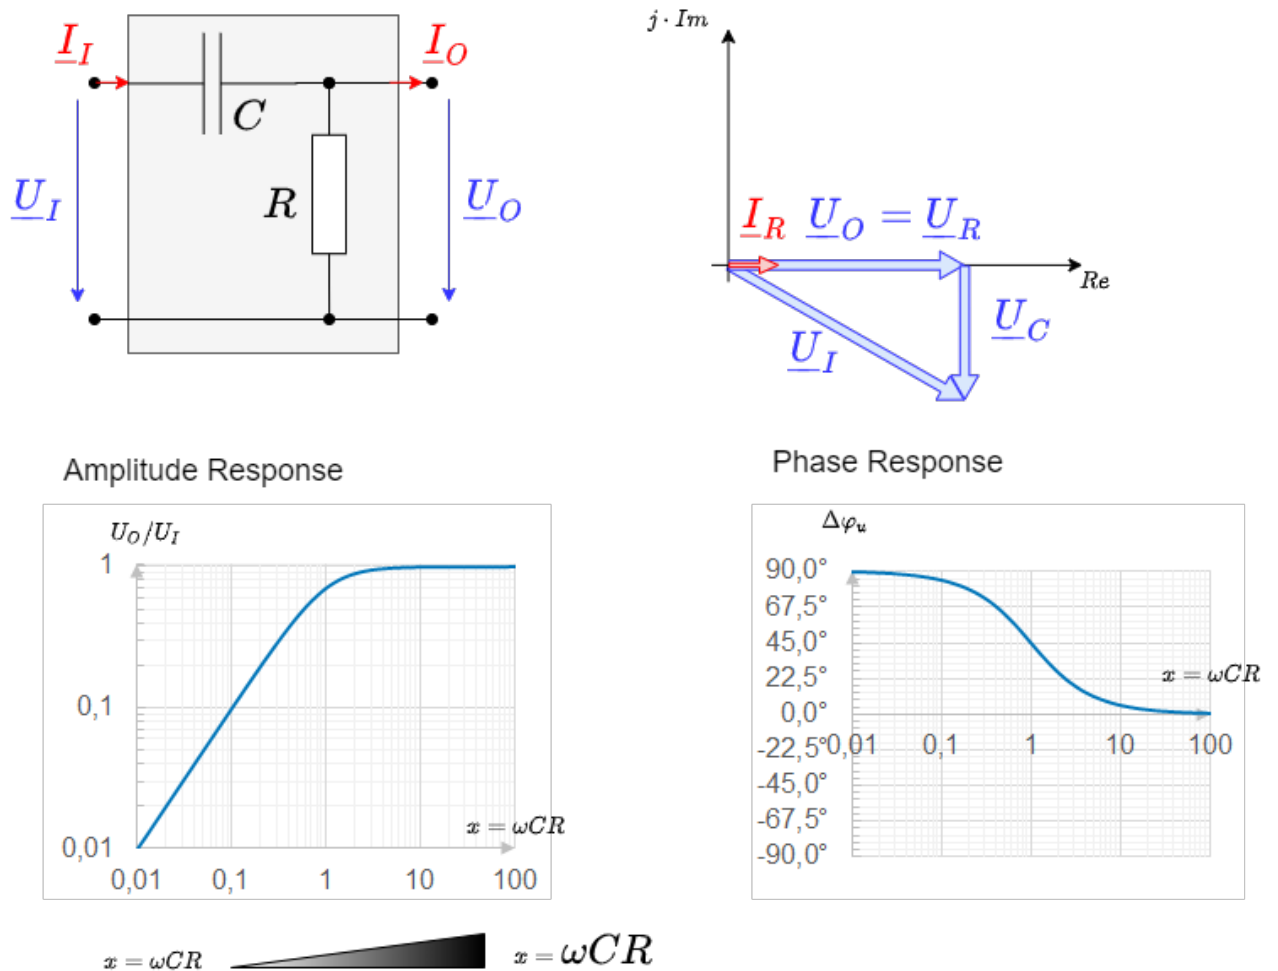 I_I
I_O
C
U_I
R
U_O
j · Im
I_R U_O = U_R
Re
U_C
U_I
Amplitude Response
U_O/U_I
1
0,1
0,01
x = ωCR
0,01 0,1 1 10 100
Phase Response
Δφ_u
90,0°
67,5°
45,0°
22,5°
x = ωCR
0,0°
-22,5°
0,01 0,1 1 10 100
-45,0°
-67,5°
-90,0°
x = ωCR
x = ωCR